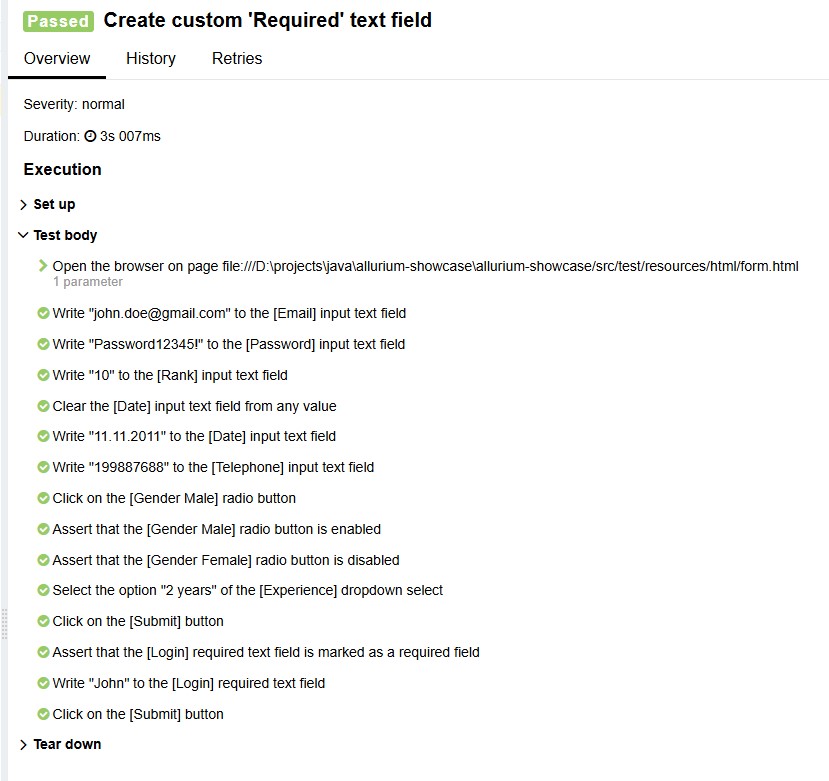 Passed Create custom 'Required' text field
Overview History Retries
Severity: normal
Duration: 3s 007ms
Execution
Set up
Test body
Open the browser on page file:///D:\projects\java\allurium-showcase\allurium-showcase/src/test/resources/html/form.html
1 parameter
Write "john.doe@gmail.com" to the [Email] input text field
Write "Password12345!" to the [Password] input text field
Write "10" to the [Rank] input text field
Clear the [Date] input text field from any value
Write "11.11.2011" to the [Date] input text field
Write "199887688" to the [Telephone] input text field
Click on the [Gender Male] radio button
Assert that the [Gender Male] radio button is enabled
Assert that the [Gender Female] radio button is disabled
Select the option "2 years" of the [Experience] dropdown select
Click on the [Submit] button
Assert that the [Login] required text field is marked as a required field
Write "John" to the [Login] required text field
Click on the [Submit] button
Tear down